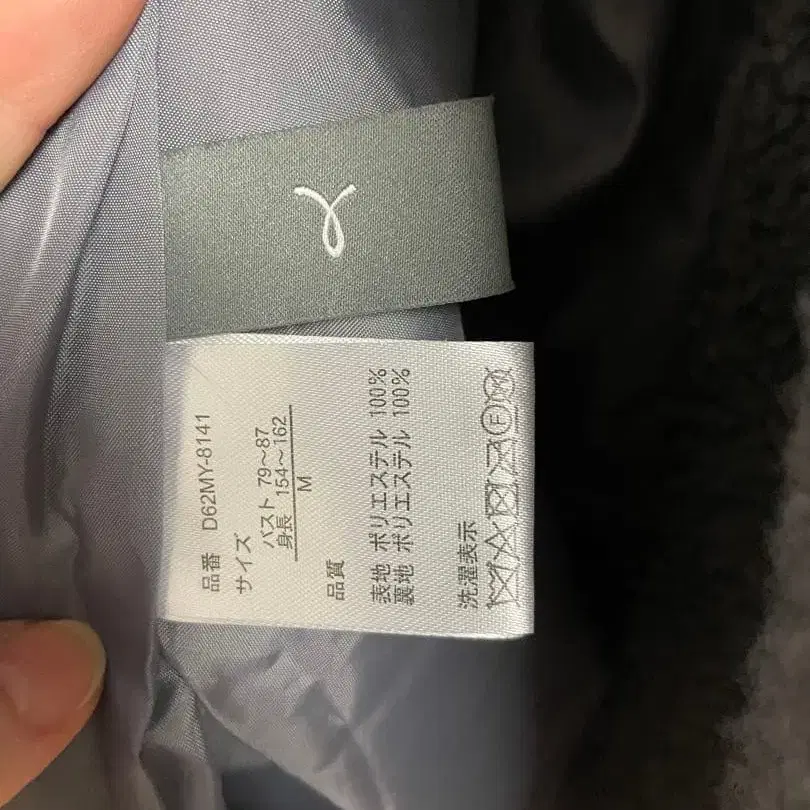 品番 D62MY-8141
サイズ
バスト 79～87
身長 154～162
M
品質
表地 ポリエステル 100%
裏地 ポリエステル 100%
洗濯表示